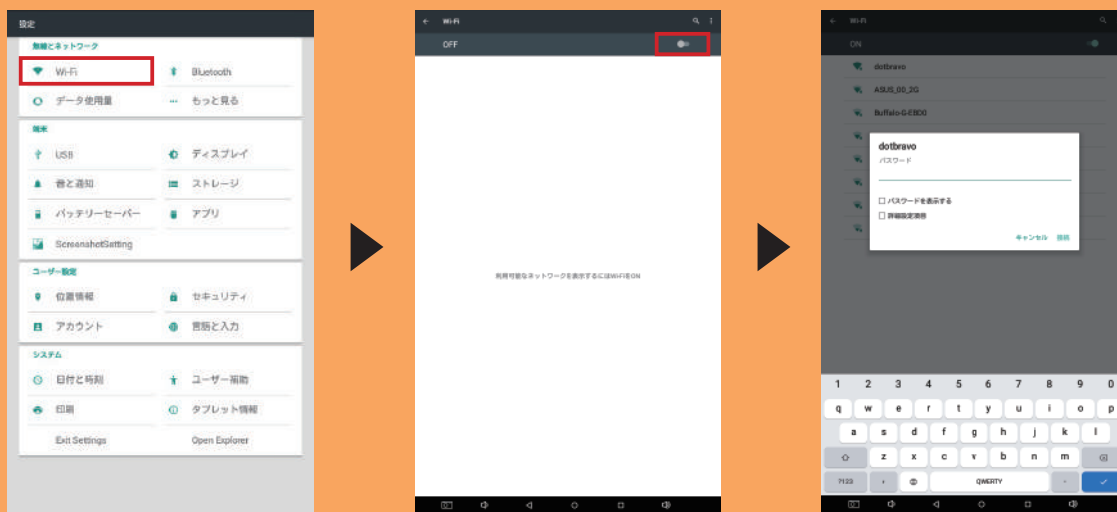 設定
無線とネットワーク
Wi-Fi
Bluetooth
データ使用量
もっと見る
端末
USB
ディスプレイ
音と通知
ストレージ
バッテリーセーバー
アプリ
ScreenshotSetting
ユーザー設定
位置情報
セキュリティ
アカウント
言語と入力
システム
日付と時刻
ユーザー補助
印刷
タブレット情報
Exit Settings
Open Explorer
Wi-Fi
OFF
利用可能なネットワークを表示するにはWi-FiをON
Wi-Fi
ON
dotbravo
ASUS_00_2G
Buffalo-G-EBD0
dotbravo
パスワード
パスワードを表示する
詳細設定項目
キャンセル 接続
1 2 3 4 5 6 7 8 9 0
q w e r t y u i o p
a s d f g h j k l
z x c v b n m
?123 QWERTY